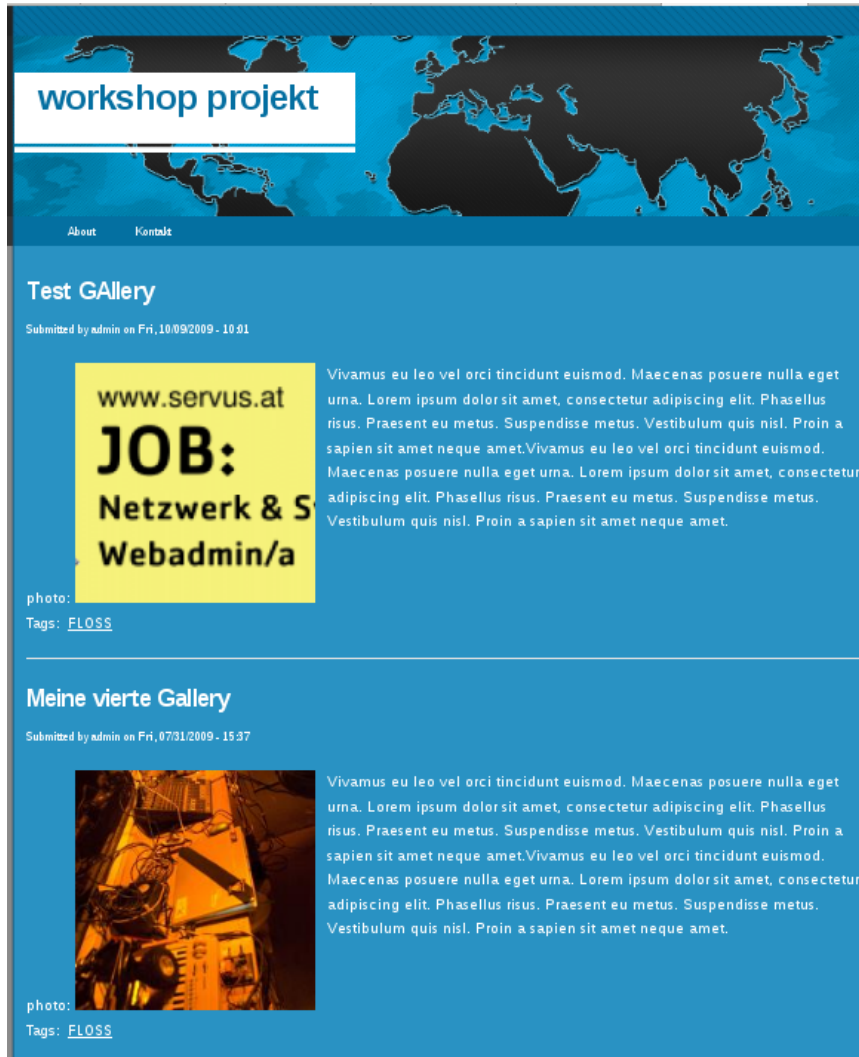 workshop projekt
About Kontakt
Test GAllery
Submitted by admin on Fri, 10/09/2009 - 10:01
www.servus.at
JOB:
Netzwerk & S
Webadmin/a
Vivamus eu leo vel orci tincidunt euismod. Maecenas posuere nulla eget
urna. Lorem ipsum dolor sit amet, consectetur adipiscing elit. Phasellus
risus. Praesent eu metus. Suspendisse metus. Vestibulum quis nisl. Proin a
sapien sit amet neque amet.Vivamus eu leo vel orci tincidunt euismod.
Maecenas posuere nulla eget urna. Lorem ipsum dolor sit amet, consectetur
adipiscing elit. Phasellus risus. Praesent eu metus. Suspendisse metus.
Vestibulum quis nisl. Proin a sapien sit amet neque amet.
photo:
Tags: FLOSS
Meine vierte Gallery
Submitted by admin on Fri, 07/31/2009 - 15:37
Vivamus eu leo vel orci tincidunt euismod. Maecenas posuere nulla eget
urna. Lorem ipsum dolor sit amet, consectetur adipiscing elit. Phasellus
risus. Praesent eu metus. Suspendisse metus. Vestibulum quis nisl. Proin a
sapien sit amet neque amet.Vivamus eu leo vel orci tincidunt euismod.
Maecenas posuere nulla eget urna. Lorem ipsum dolor sit amet, consectetur
adipiscing elit. Phasellus risus. Praesent eu metus. Suspendisse metus.
Vestibulum quis nisl. Proin a sapien sit amet neque amet.
photo:
Tags: FLOSS